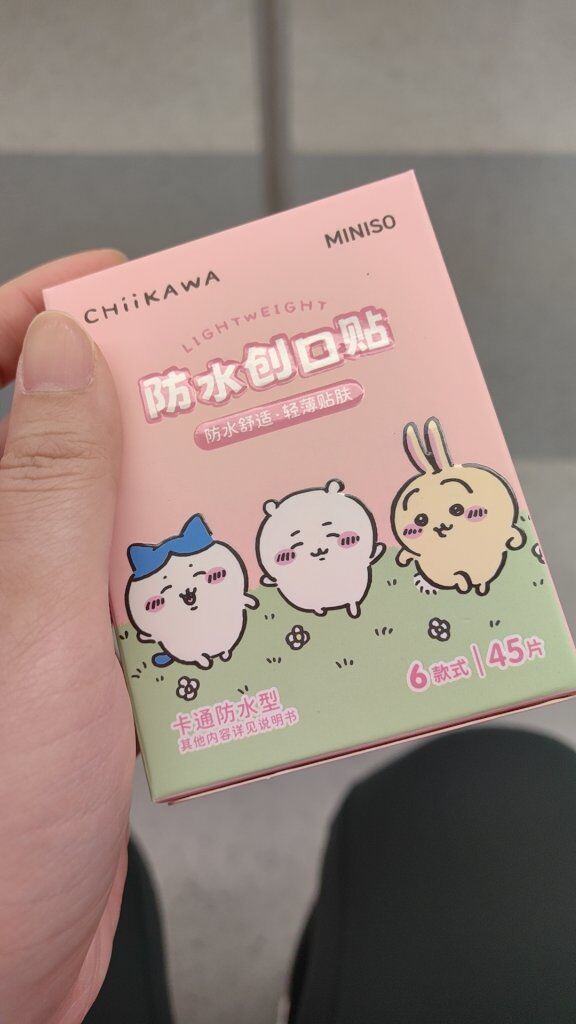 CHiiKAWA
MINISO
LIGHTWEIGHT
防水创口贴
防水舒适·轻薄贴肤
6款式|45片
卡通防水型
其他内容详见说明书